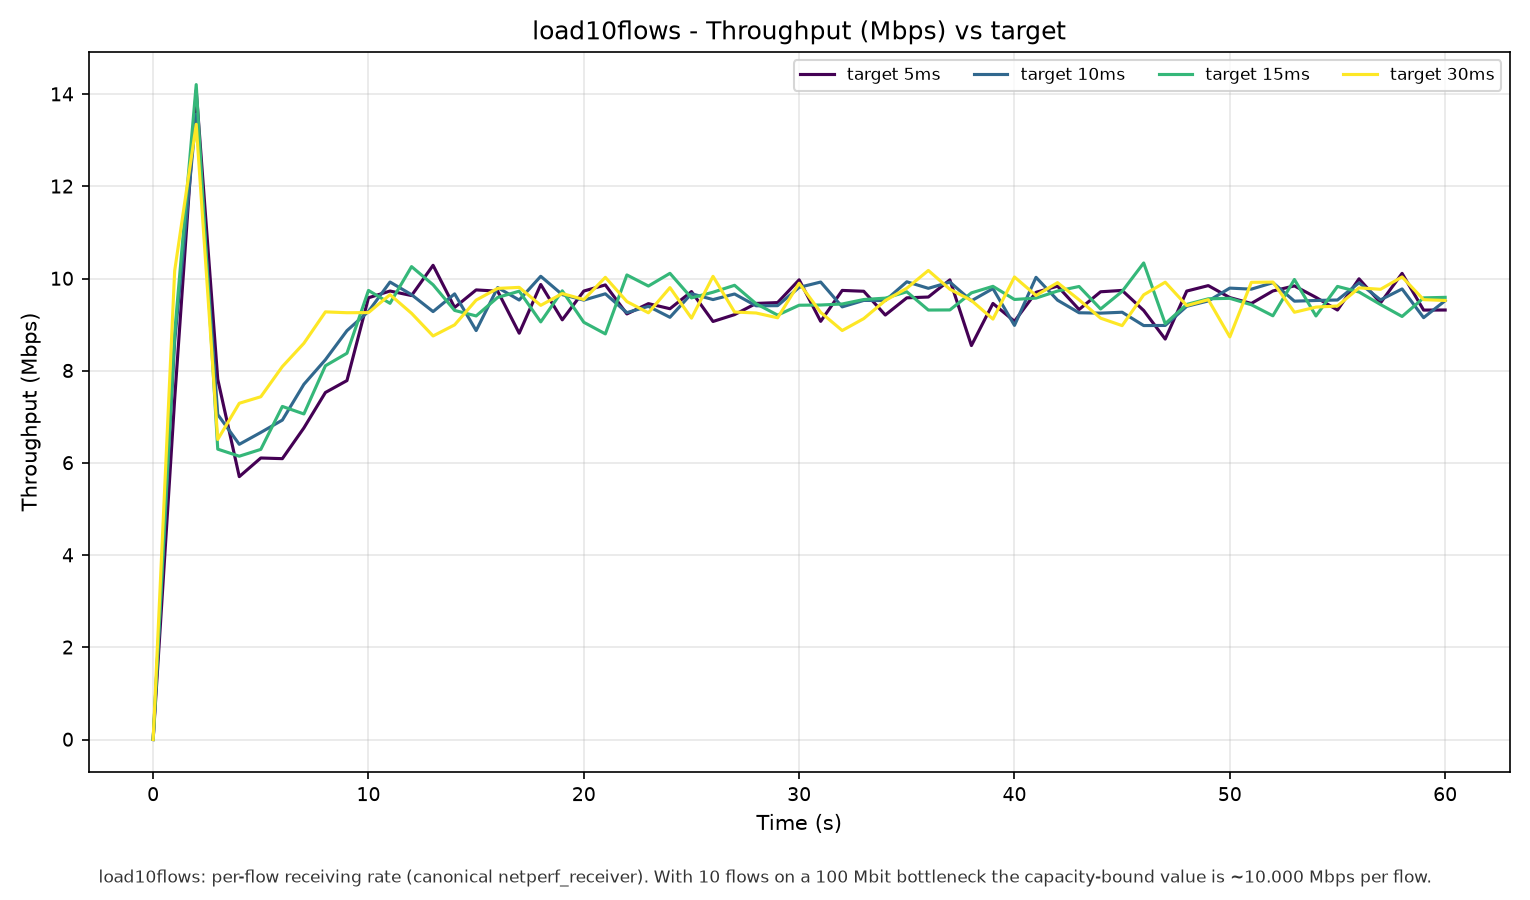 load10flows - Throughput (Mbps) vs target
target 5ms target 10ms target 15ms target 30ms
Throughput (Mbps)
14
12
10
8
6
4
2
0
0 10 20 30 40 50 60
Time (s)
load10flows: per-flow receiving rate (canonical netperf_receiver). With 10 flows on a 100 Mbit bottleneck the capacity-bound value is ~10.000 Mbps per flow.